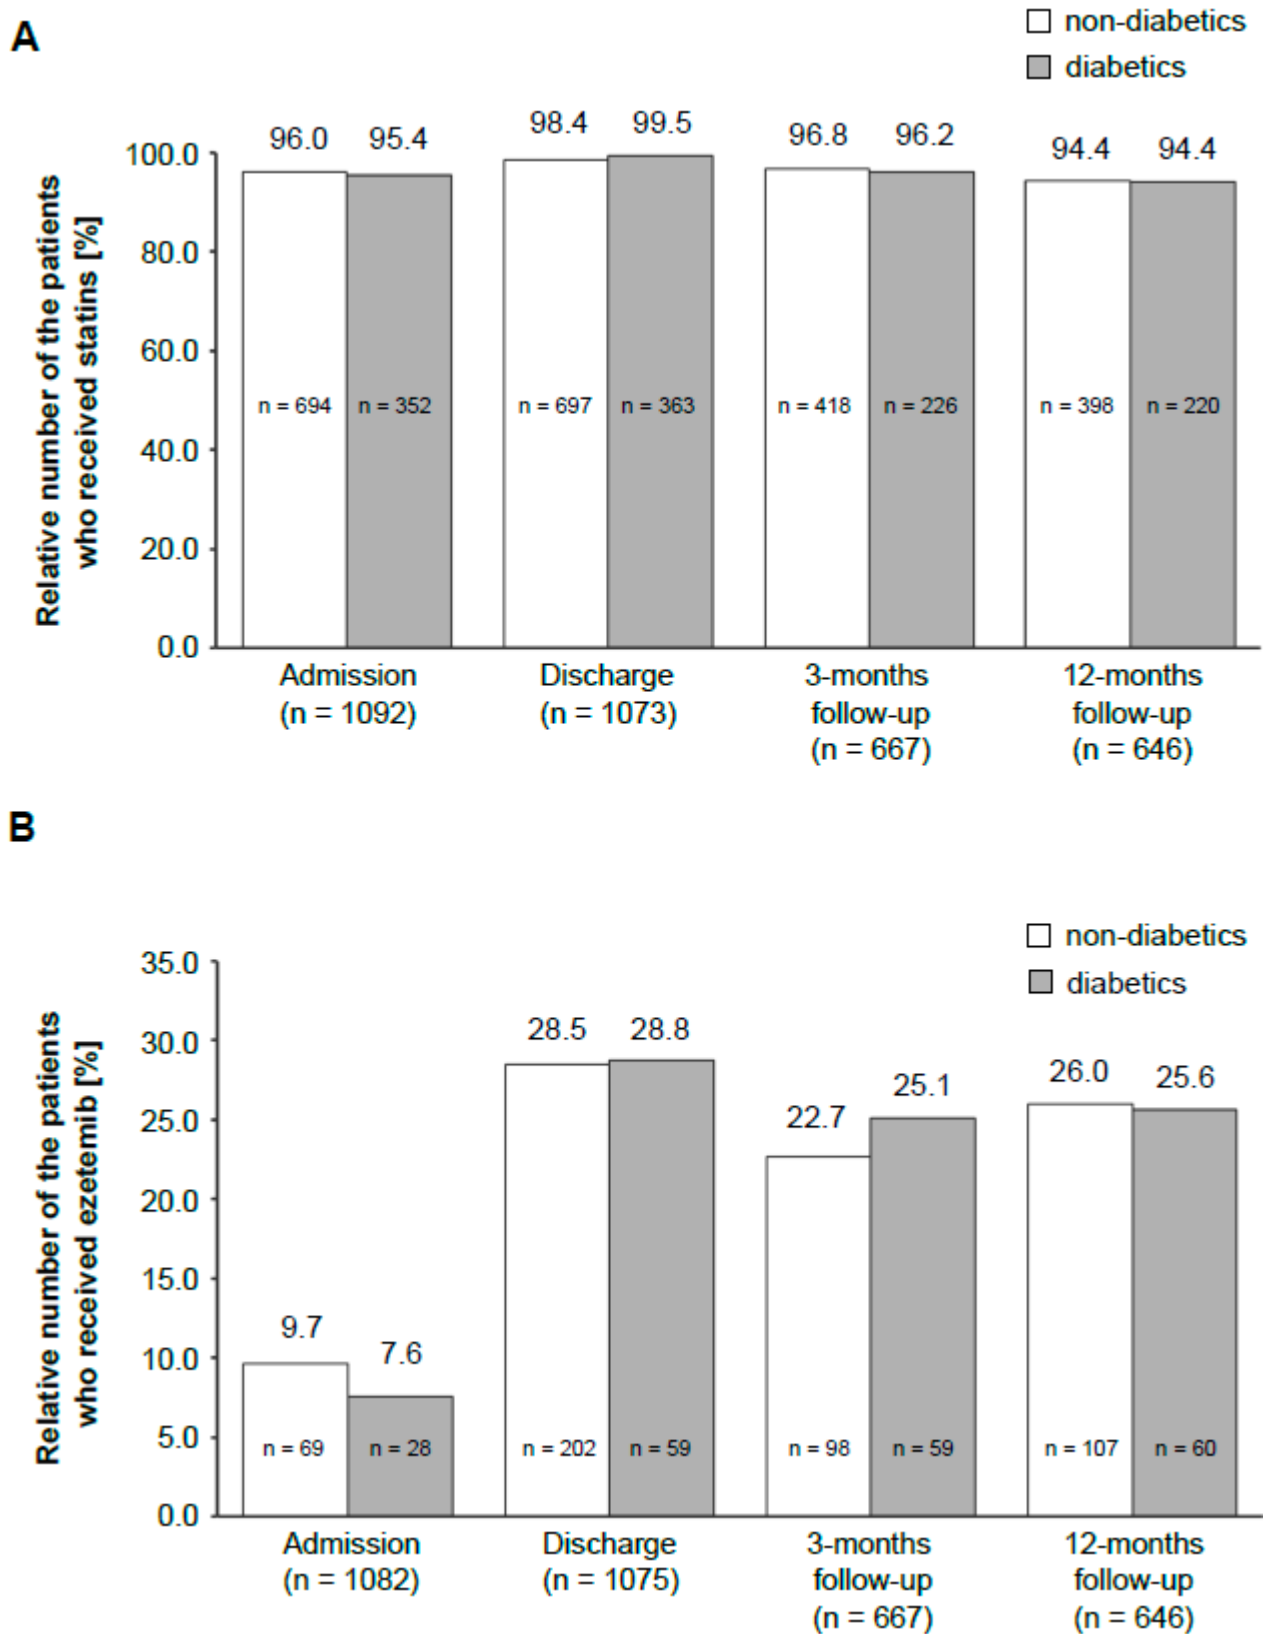 A
non-diabetics
diabetics
Relative number of the patients
who received statins [%]
100.0
80.0
60.0
40.0
20.0
0.0
96.0 95.4 98.4 99.5 96.8 96.2 94.4 94.4
n = 694 n = 352 n = 697 n = 363 n = 418 n = 226 n = 398 n = 220
Admission Discharge 3-months 12-months
(n = 1092) (n = 1073) follow-up follow-up
(n = 667) (n = 646)
B
non-diabetics
diabetics
Relative number of the patients
who received ezetemib [%]
35.0
30.0
25.0
20.0
15.0
10.0
5.0
0.0
9.7 7.6 28.5 28.8 22.7 25.1 26.0 25.6
n = 69 n = 28 n = 202 n = 59 n = 98 n = 59 n = 107 n = 60
Admission Discharge 3-months 12-months
(n = 1082) (n = 1075) follow-up follow-up
(n = 667) (n = 646)